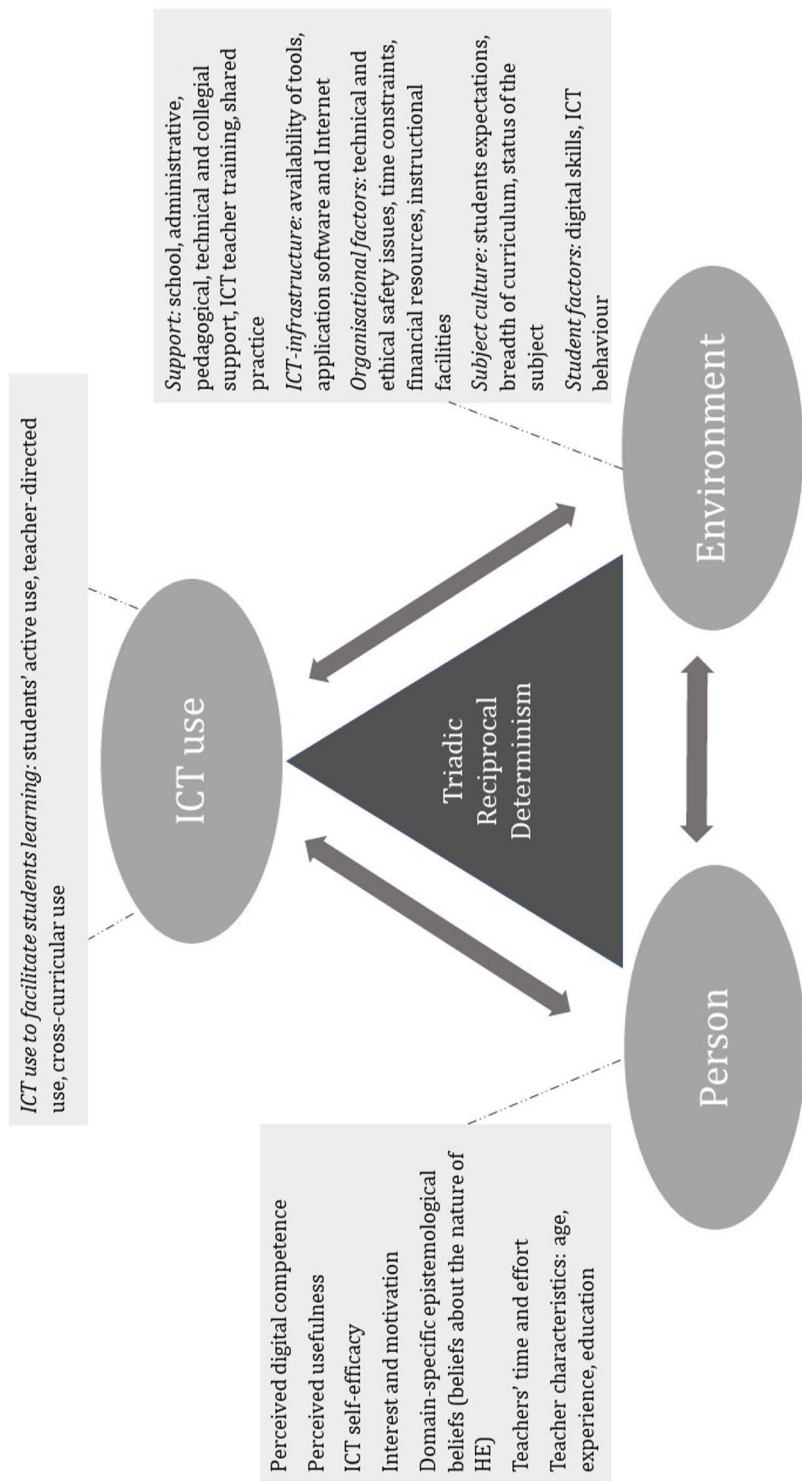 ICT use to facilitate students learning: students’ active use, teacher-directed
use, cross-curricular use
ICT use
Perceived digital competence
Perceived usefulness
ICT self-efficacy
Interest and motivation
Domain-specific epistemological
beliefs (beliefs about the nature of
HE)
Teachers’ time and effort
Teacher characteristics: age,
experience, education
Support: school, administrative,
pedagogical, technical and collegial
support, ICT teacher training, shared
practice
ICT-infrastructure: availability of tools,
application software and Internet
Organisational factors: technical and
ethical safety issues, time constraints,
financial resources, instructional
facilities
Subject culture: students expectations,
breadth of curriculum, status of the
subject
Student factors: digital skills, ICT
behaviour
Triadic
Reciprocal
Determinism
Person
Environment